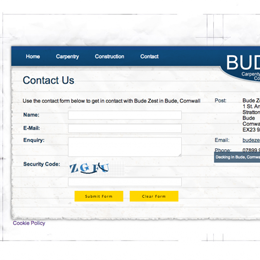 Home Carpentry Construction Contact
BUD
Carpentry
Contact Us
Use the contact form below to get in contact with Bude Zest in Bude, Cornwall
Name:
E-Mail:
Enquiry:
Security Code:
Submit Form Clear Form
Post: Bude Ze
1 St. An
Stratton
Bude
Cornwa
EX23 9
Email: budeze
Phone: 07899
Decking in Bude, Cornwa
Cookie Policy